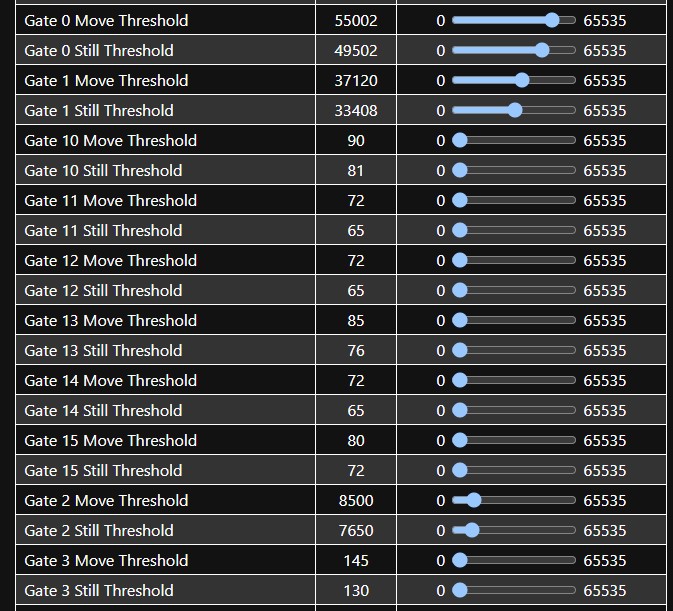 Gate 0 Move Threshold 55002 0 65535
Gate 0 Still Threshold 49502 0 65535
Gate 1 Move Threshold 37120 0 65535
Gate 1 Still Threshold 33408 0 65535
Gate 10 Move Threshold 90 0 65535
Gate 10 Still Threshold 81 0 65535
Gate 11 Move Threshold 72 0 65535
Gate 11 Still Threshold 65 0 65535
Gate 12 Move Threshold 72 0 65535
Gate 12 Still Threshold 65 0 65535
Gate 13 Move Threshold 85 0 65535
Gate 13 Still Threshold 76 0 65535
Gate 14 Move Threshold 72 0 65535
Gate 14 Still Threshold 65 0 65535
Gate 15 Move Threshold 80 0 65535
Gate 15 Still Threshold 72 0 65535
Gate 2 Move Threshold 8500 0 65535
Gate 2 Still Threshold 7650 0 65535
Gate 3 Move Threshold 145 0 65535
Gate 3 Still Threshold 130 0 65535